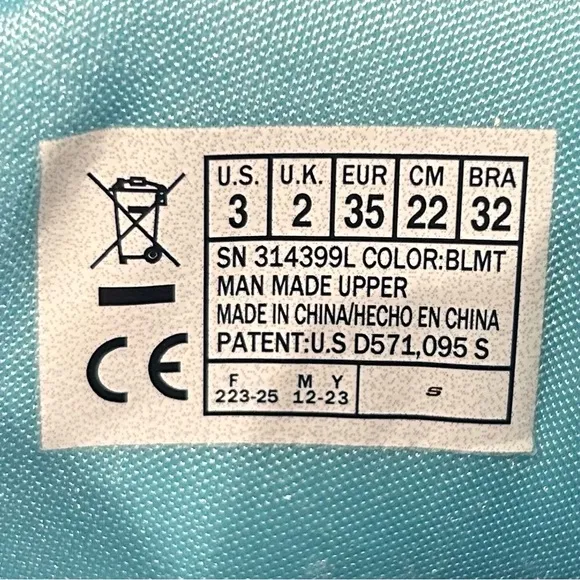 U.S. U.K. EUR CM BRA
3 2 35 22 32
SN 314399L COLOR:BLMT
MAN MADE UPPER
MADE IN CHINA/HECHO EN CHINA
PATENT:U.S D571,095 S
F M Y
223-25 12-23
S
CE